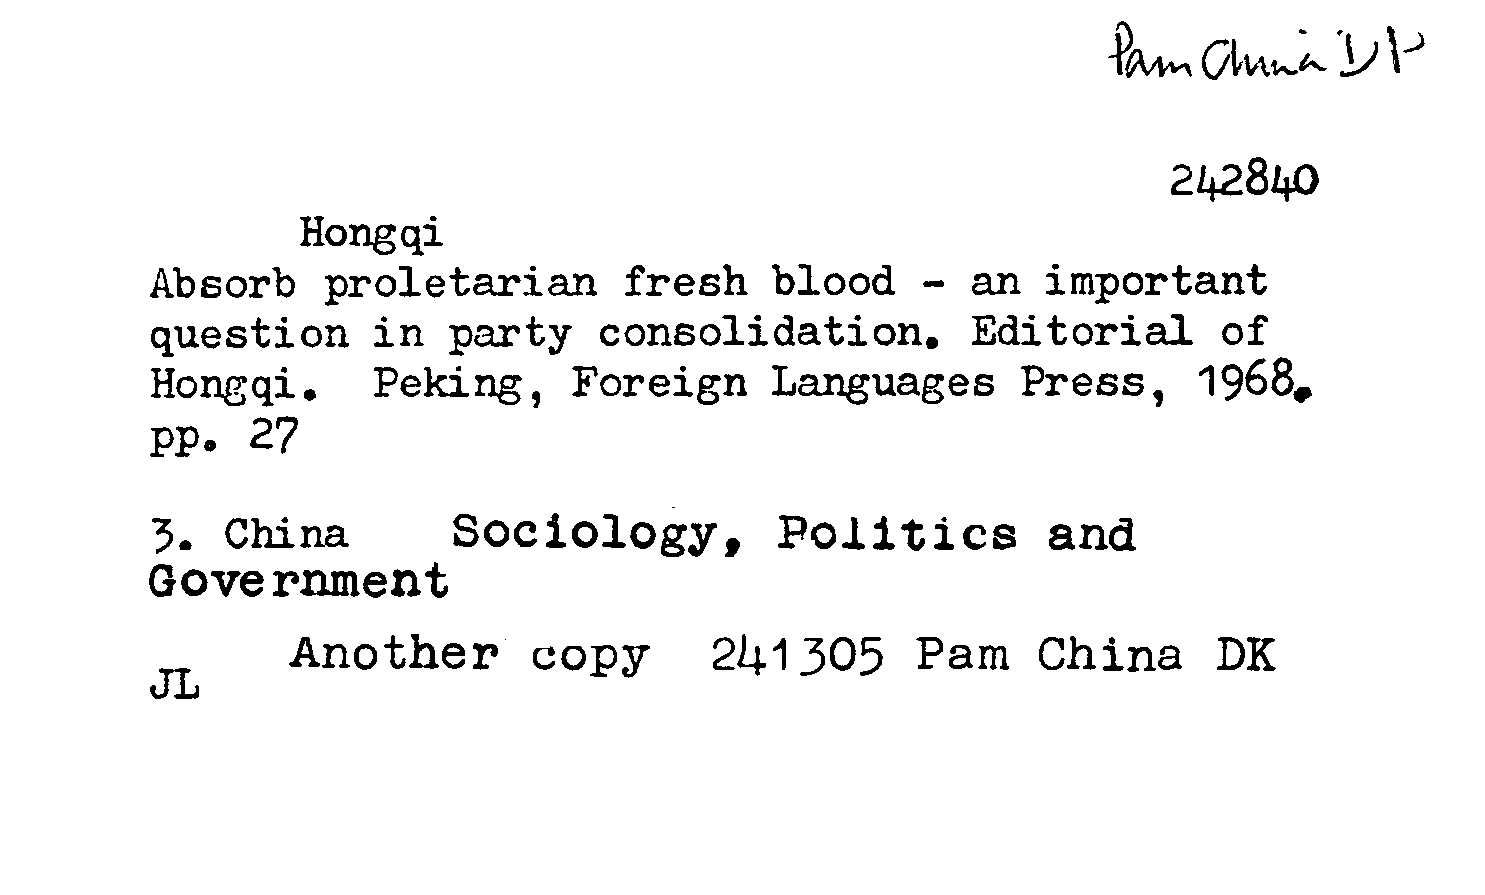 Pam China
242840
Hongqi
Absorb proletarian fresh blood - an important
question in party consolidation. Editorial of
Hongqi. Peking, Foreign Languages Press, 1968.
pp. 27
3. China Sociology, Politics and
Government
Another copy 241305 Pam China DK
JL